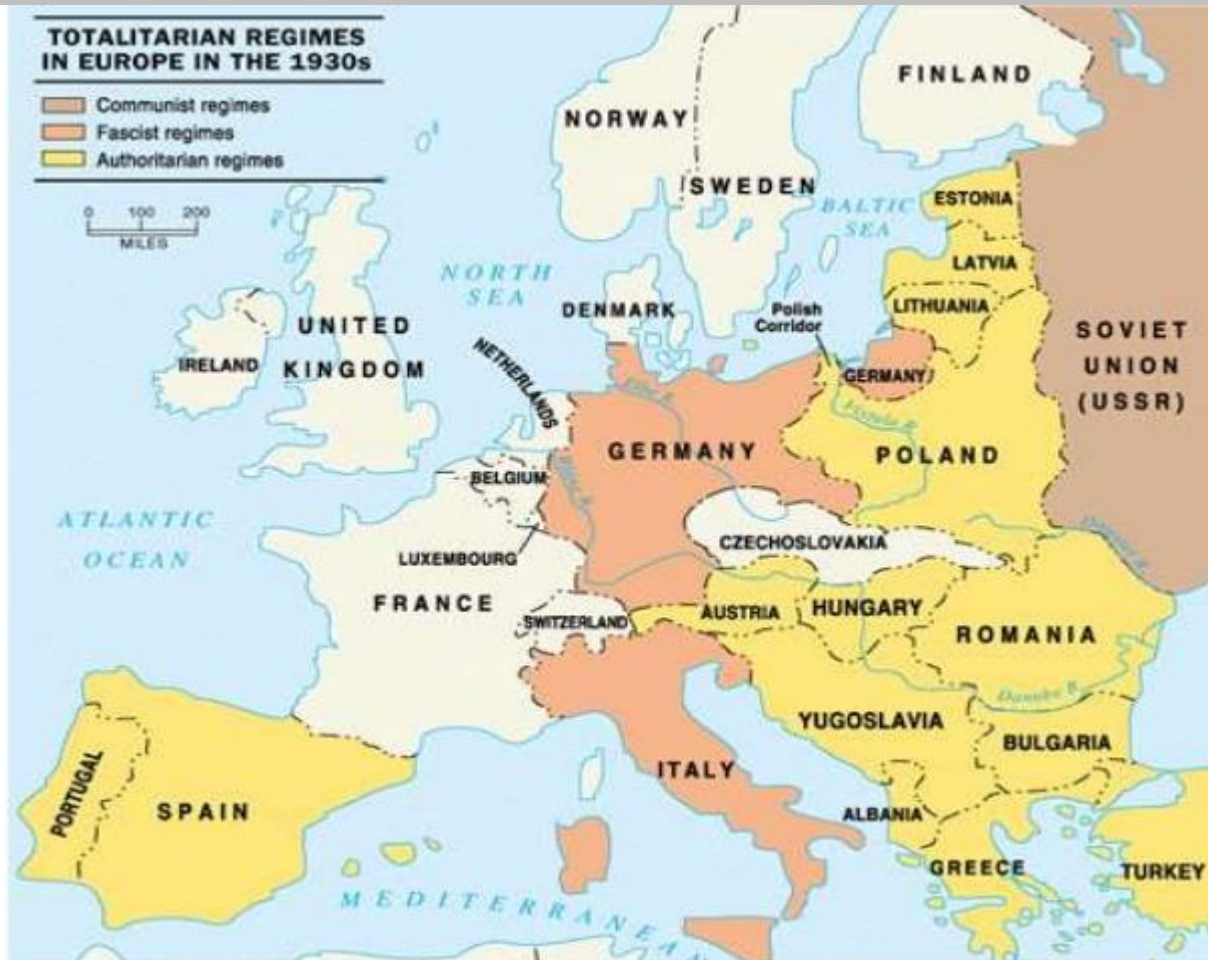 TOTALITARIAN REGIMES
IN EUROPE IN THE 1930s
Communist regimes
Fascist regimes
Authoritarian regimes
0 100 200
MILES
FINLAND
NORWAY
SWEDEN
ESTONIA
BALTIC
SEA
LATVIA
NORTH
SEA
DENMARK
Polish
Corridor
LITHUANIA
UNITED
KINGDOM
IRELAND
NETHERLANDS
GERMANY
SOVIET
UNION
(USSR)
Elbe R.
Vistula R.
GERMANY
POLAND
BELGIUM
ATLANTIC
OCEAN
LUXEMBOURG
CZECHOSLOVAKIA
FRANCE
SWITZERLAND
AUSTRIA
HUNGARY
ROMANIA
Danube R.
YUGOSLAVIA
BULGARIA
ITALY
PORTUGAL
SPAIN
ALBANIA
GREECE
TURKEY
MEDITERRANEAN